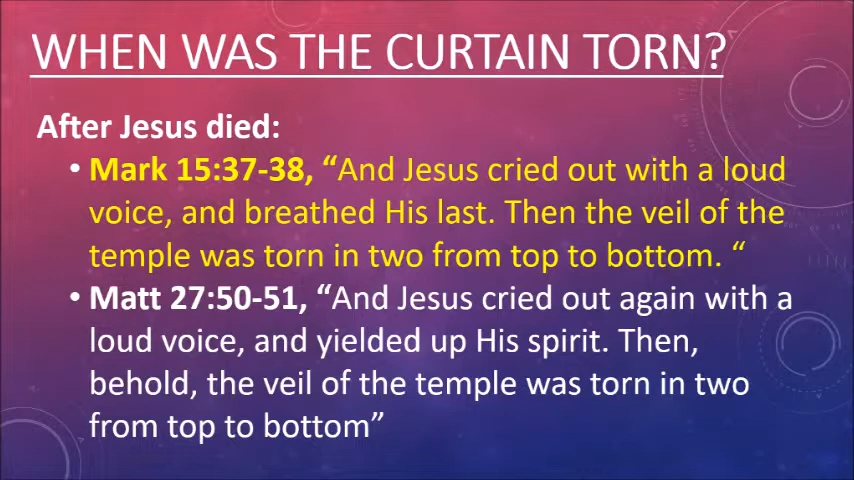 WHEN WAS THE CURTAIN TORN?
After Jesus died:
• Mark 15:37-38, “And Jesus cried out with a loud
voice, and breathed His last. Then the veil of the
temple was torn in two from top to bottom. “
• Matt 27:50-51, “And Jesus cried out again with a
loud voice, and yielded up His spirit. Then,
behold, the veil of the temple was torn in two
from top to bottom”